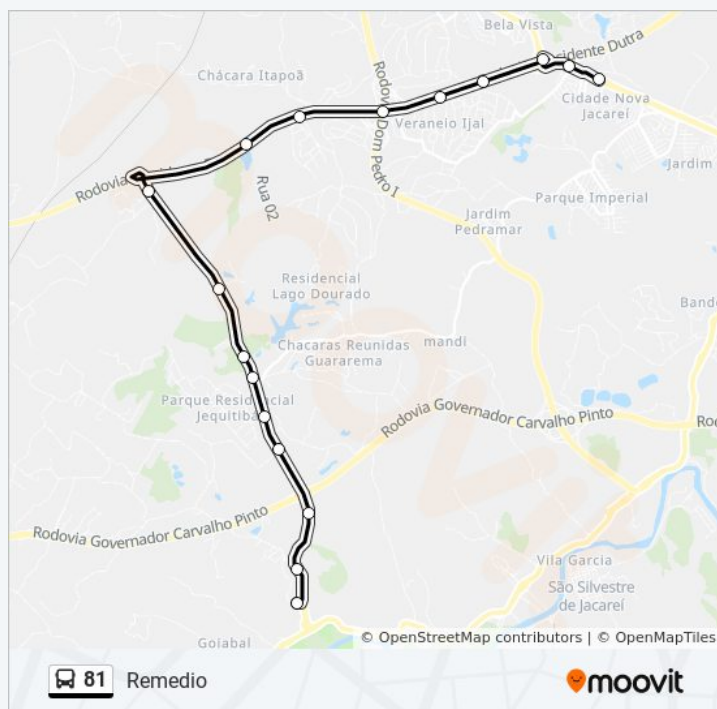 Bela Vista
sidente Dutra
Chácara Itapoã
Rodovia Dom Pedro I
Cidade Nova
Jacareí
Veraneio Ijal
Jardim
Rodovia
Rua 02
Parque Imperial
Jardim
Pedramar
Residencial
Lago Dourado
Band
Chacaras Reunidas
Guararema
mandi
Parque Residencial
Jequitibá
Rodovia Governador Carvalho Pinto
Rod
Rodovia Governador Carvalho Pinto
Vila Garcia
São Silvestre
de Jacareí
Goiabal
© OpenStreetMap contributors | © OpenMapTiles
81 Remedio
moovit